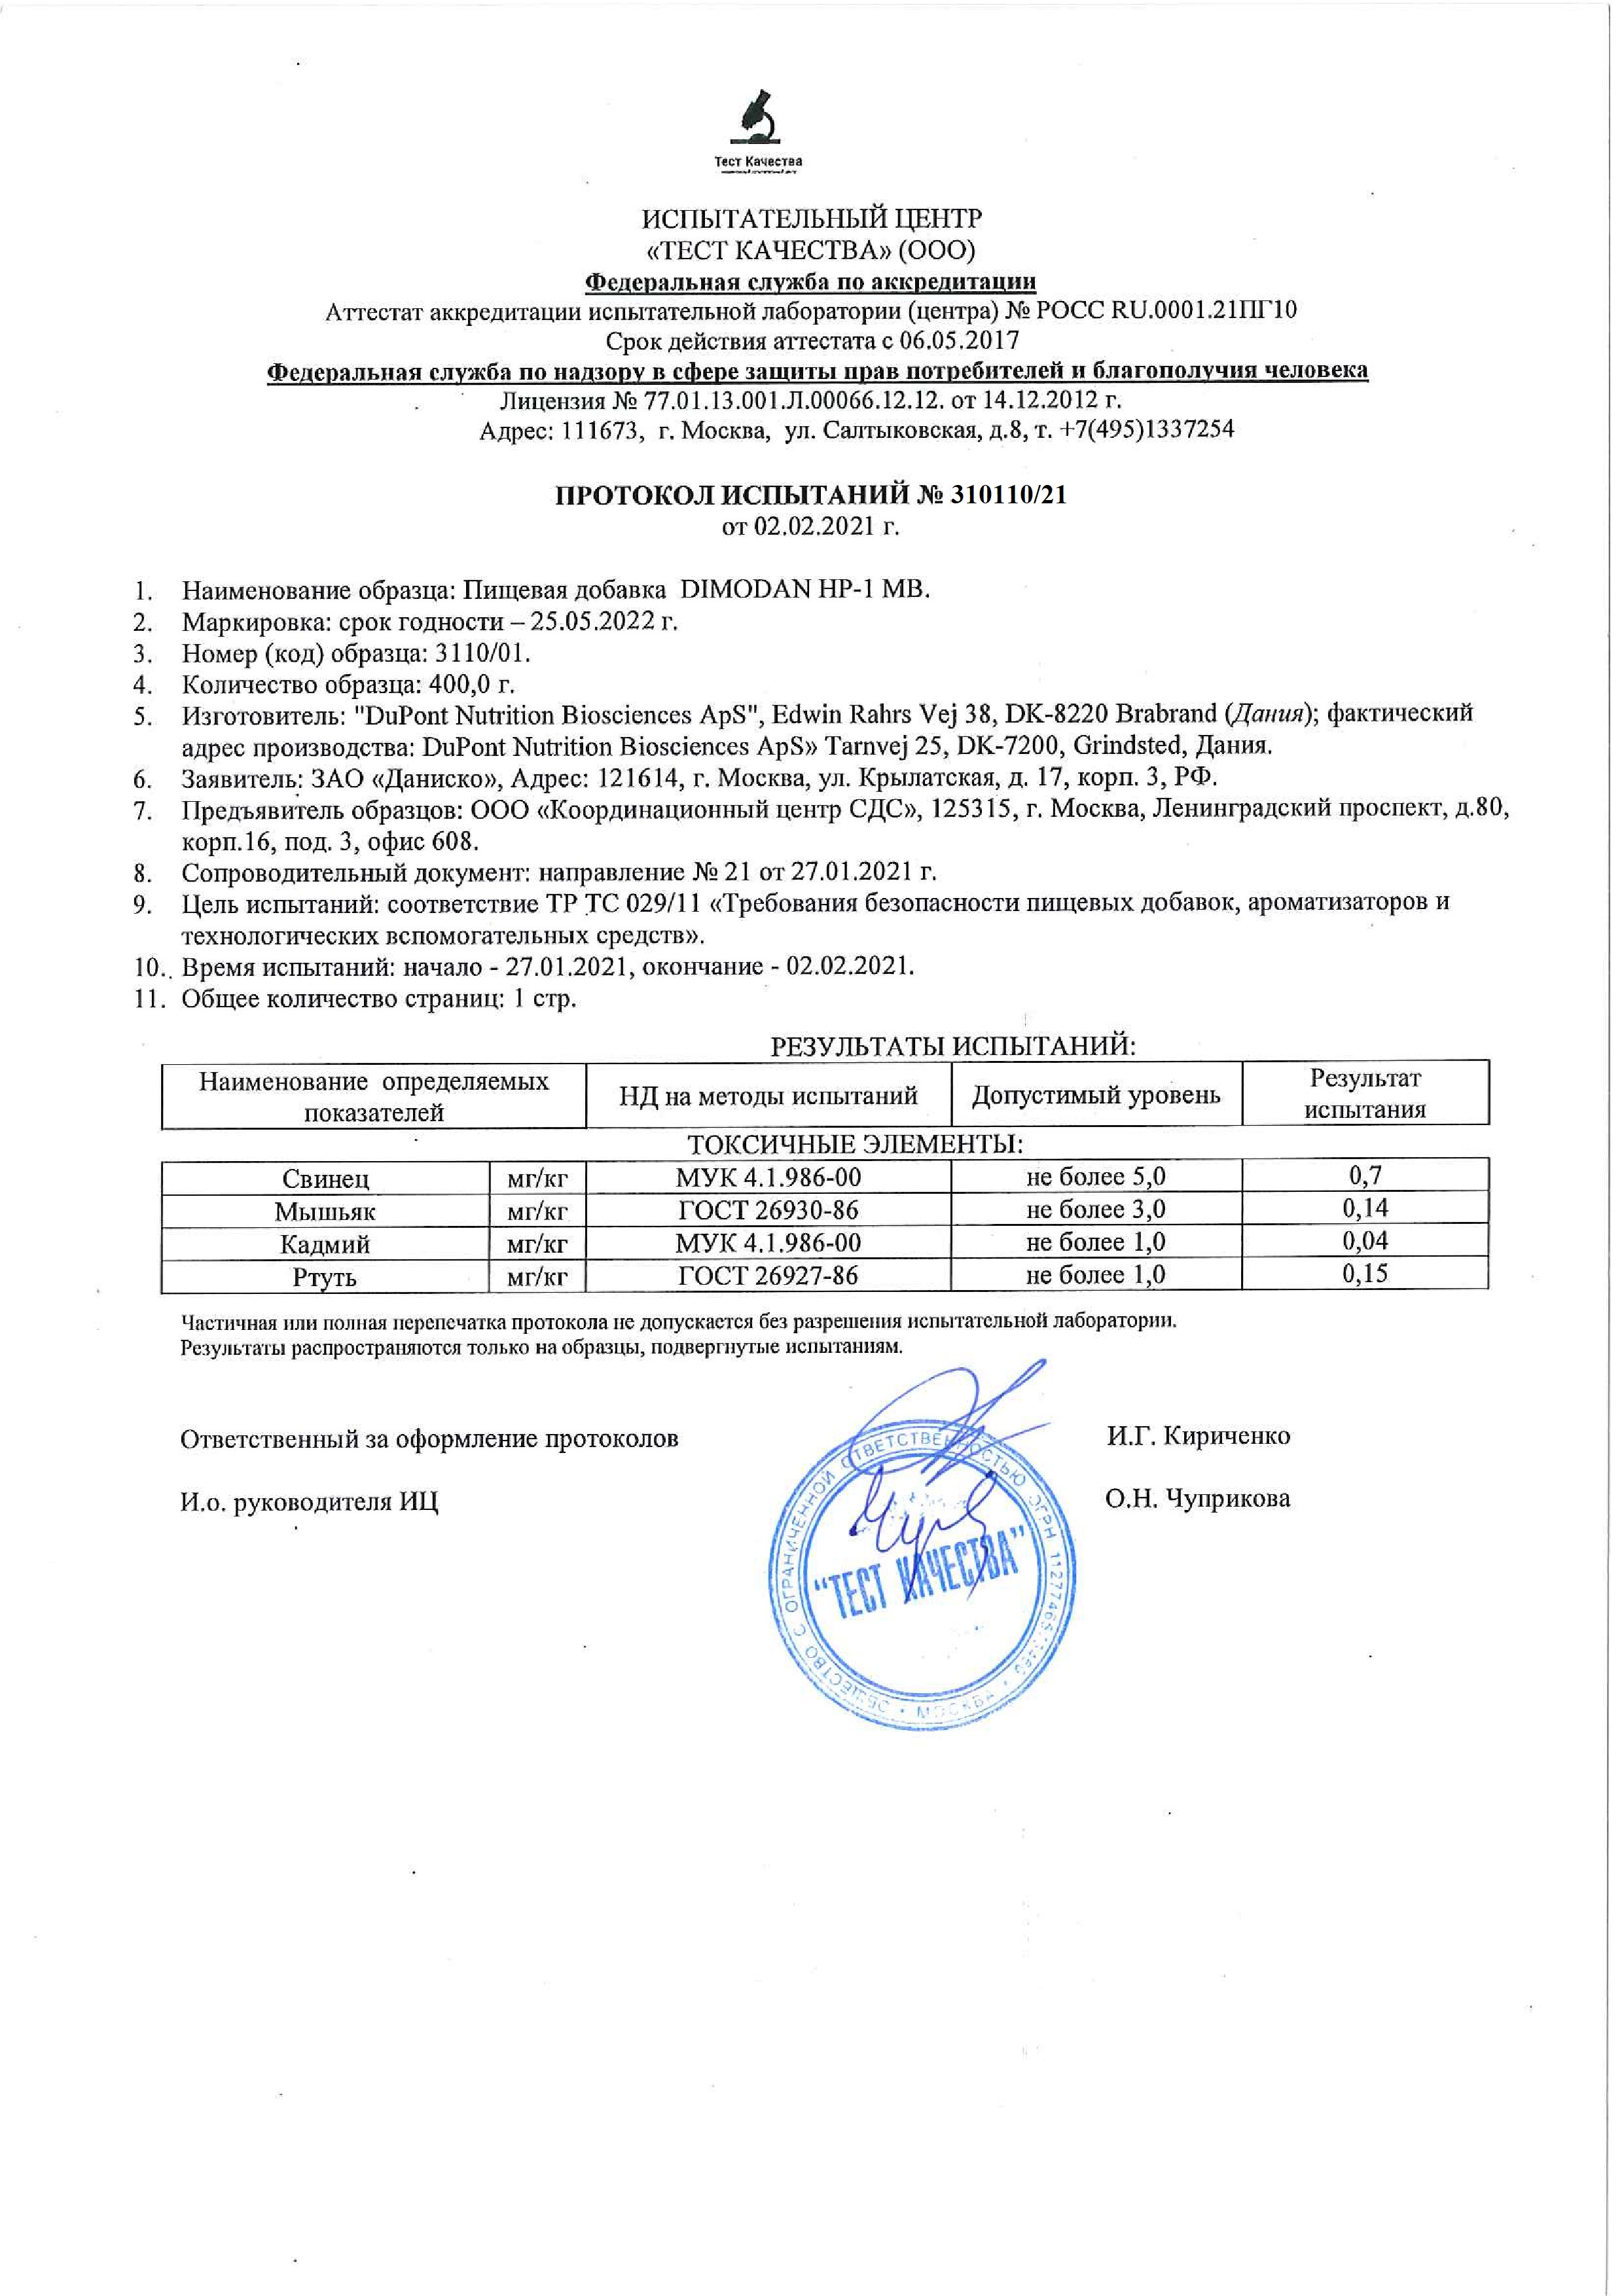 Тест Качества
ИСПЫТАТЕЛЬНЫЙ ЦЕНТР
«ТЕСТ КАЧЕСТВА» (ООО)
Федеральная служба по аккредитации
Аттестат аккредитации испытательной лаборатории (центра) № РОСС RU.0001.21ПГ10
Срок действия аттестата с 06.05.2017
Федеральная служба по надзору в сфере защиты прав потребителей и благополучия человека
Лицензия № 77.01.13.001.Л.00066.12.12. от 14.12.2012 г.
Адрес: 111673, г. Москва, ул. Салтыковская, д.8, т. +7(495)1337254
ПРОТОКОЛ ИСПЫТАНИЙ № 310110/21
от 02.02.2021 г.
1. Наименование образца: Пищевая добавка DIMODAN HP-1 MB.
2. Маркировка: срок годности – 25.05.2022 г.
3. Номер (код) образца: 3110/01.
4. Количество образца: 400,0 г.
5. Изготовитель: "DuPont Nutrition Biosciences ApS", Edwin Rahrs Vej 38, DK-8220 Brabrand (Дания); фактический
адрес производства: DuPont Nutrition Biosciences ApS» Tarnvej 25, DK-7200, Grindsted, Дания.
6. Заявитель: ЗАО «Даниско», Адрес: 121614, г. Москва, ул. Крылатская, д. 17, корп. 3, РФ.
7. Предъявитель образцов: ООО «Координационный центр СДС», 125315, г. Москва, Ленинградский проспект, д.80,
корп.16, под. 3, офис 608.
8. Сопроводительный документ: направление № 21 от 27.01.2021 г.
9. Цель испытаний: соответствие ТР ТС 029/11 «Требования безопасности пищевых добавок, ароматизаторов и
технологических вспомогательных средств».
10. Время испытаний: начало - 27.01.2021, окончание - 02.02.2021.
11. Общее количество страниц: 1 стр.
РЕЗУЛЬТАТЫ ИСПЫТАНИЙ:
Наименование определяемых показателей НД на методы испытаний Допустимый уровень Результат испытания
ТОКСИЧНЫЕ ЭЛЕМЕНТЫ:
Свинец мг/кг МУК 4.1.986-00 не более 5,0 0,7
Мышьяк мг/кг ГОСТ 26930-86 не более 3,0 0,14
Кадмий мг/кг МУК 4.1.986-00 не более 1,0 0,04
Ртуть мг/кг ГОСТ 26927-86 не более 1,0 0,15
Частичная или полная перепечатка протокола не допускается без разрешения испытательной лаборатории.
Результаты распространяются только на образцы, подвергнутые испытаниям.
Ответственный за оформление протоколов И.Г. Кириченко
И.о. руководителя ИЦ О.Н. Чуприкова
ОБЩЕСТВО С ОГРАНИЧЕННОЙ ОТВЕТСТВЕННОСТЬЮ ОГРН
• МОСКВА •
"ТЕСТ КАЧЕСТВА"